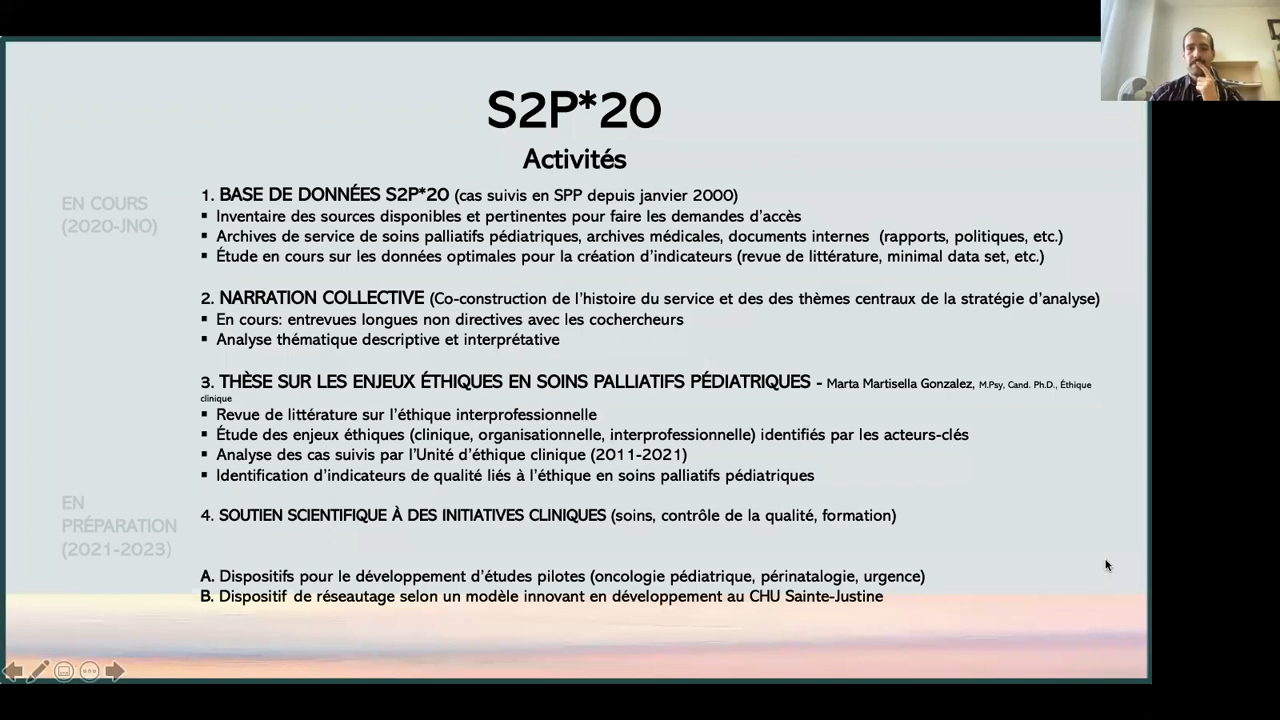 S2P*20
Activités
EN COURS
(2020-JNO)
1. BASE DE DONNÉES S2P*20 (cas suivis en SPP depuis janvier 2000)
▪ Inventaire des sources disponibles et pertinentes pour faire les demandes d'accès
▪ Archives de service de soins palliatifs pédiatriques, archives médicales, documents internes (rapports, politiques, etc.)
▪ Étude en cours sur les données optimales pour la création d'indicateurs (revue de littérature, minimal data set, etc.)
2. NARRATION COLLECTIVE (Co-construction de l'histoire du service et des des thèmes centraux de la stratégie d'analyse)
▪ En cours: entrevues longues non directives avec les cochercheurs
▪ Analyse thématique descriptive et interprétative
3. THÈSE SUR LES ENJEUX ÉTHIQUES EN SOINS PALLIATIFS PÉDIATRIQUES - Marta Martisella Gonzalez, M.Psy, Cand. Ph.D., Éthique
clinique
▪ Revue de littérature sur l'éthique interprofessionnelle
▪ Étude des enjeux éthiques (clinique, organisationnelle, interprofessionnelle) identifiés par les acteurs-clés
▪ Analyse des cas suivis par l'Unité d'éthique clinique (2011-2021)
▪ Identification d'indicateurs de qualité liés à l'éthique en soins palliatifs pédiatriques
EN
PRÉPARATION
(2021-2023)
4. SOUTIEN SCIENTIFIQUE À DES INITIATIVES CLINIQUES (soins, contrôle de la qualité, formation)
A. Dispositifs pour le développement d'études pilotes (oncologie pédiatrique, périnatalogie, urgence)
B. Dispositif de réseautage selon un modèle innovant en développement au CHU Sainte-Justine